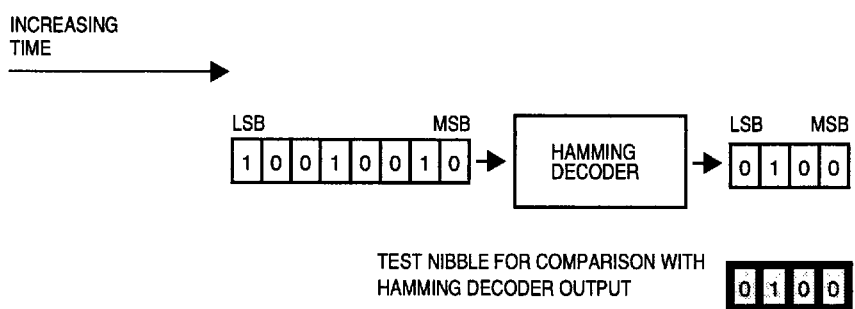 INCREASING
TIME
LSB MSB
1 0 0 1 0 0 1 0
HAMMING
DECODER
LSB MSB
0 1 0 0
TEST NIBBLE FOR COMPARISON WITH
HAMMING DECODER OUTPUT
0 1 0 0